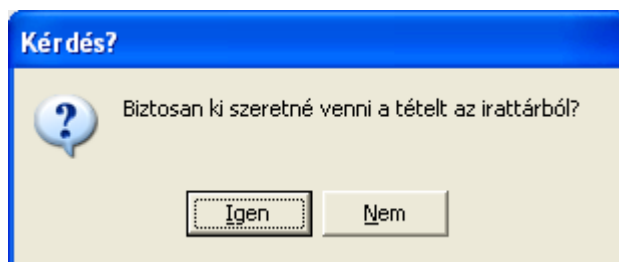 Kérdés?
Biztosan ki szeretné venni a tételt az irattárból?
Igen
Nem